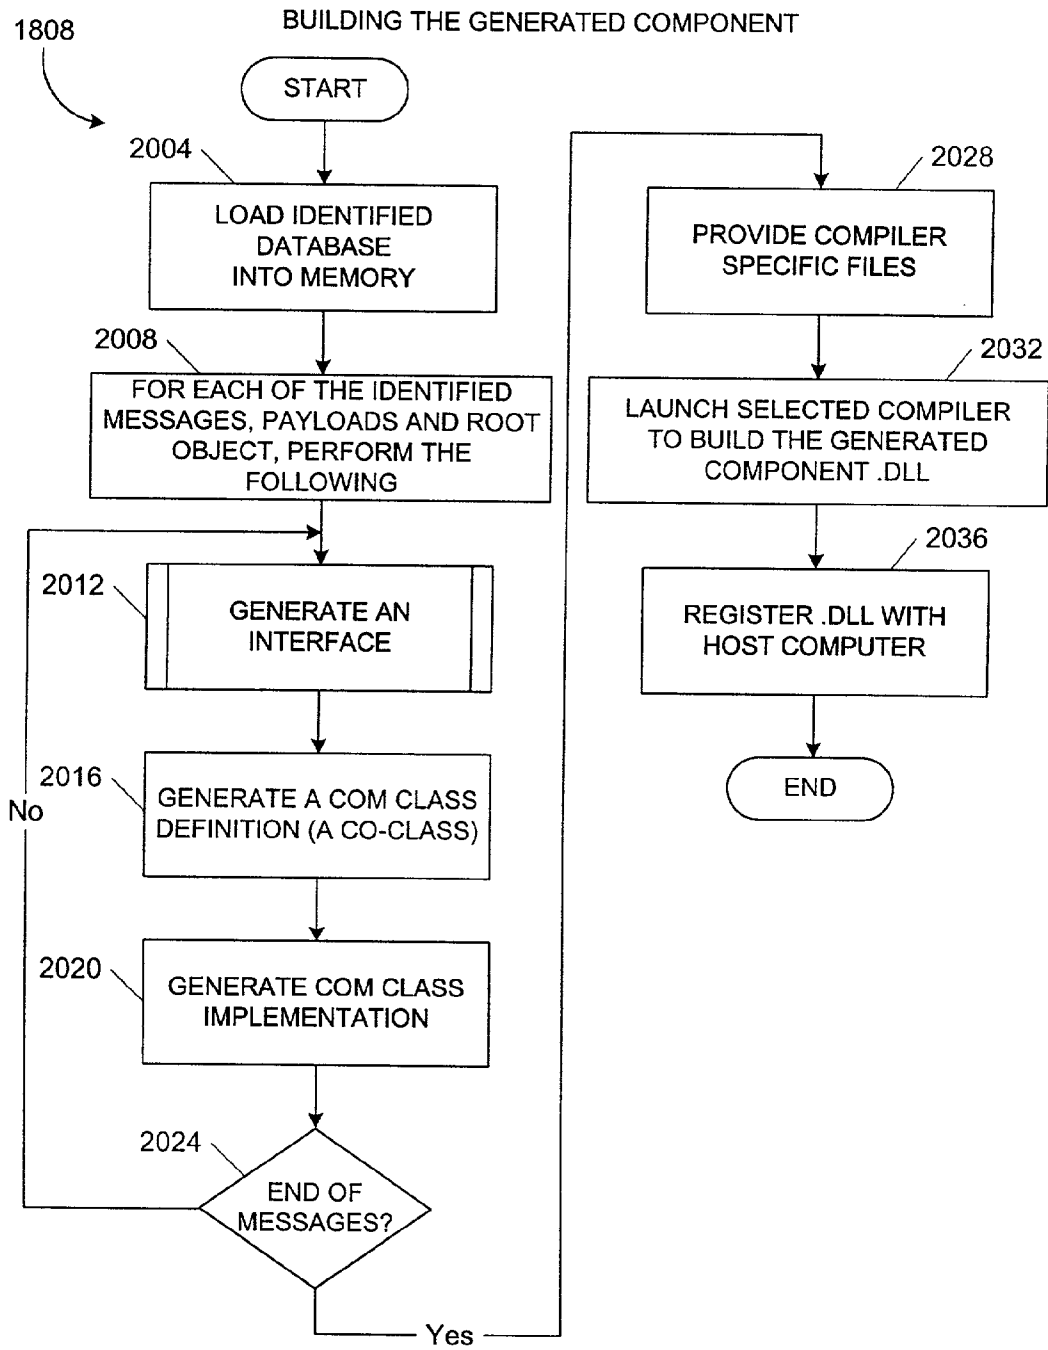 BUILDING THE GENERATED COMPONENT
1808
START
2004
LOAD IDENTIFIED
DATABASE
INTO MEMORY
2008
FOR EACH OF THE IDENTIFIED
MESSAGES, PAYLOADS AND ROOT
OBJECT, PERFORM THE
FOLLOWING
2012
GENERATE AN
INTERFACE
2016
No
GENERATE A COM CLASS
DEFINITION (A CO-CLASS)
2020
GENERATE COM CLASS
IMPLEMENTATION
2024
END OF
MESSAGES?
Yes
2028
PROVIDE COMPILER
SPECIFIC FILES
2032
LAUNCH SELECTED COMPILER
TO BUILD THE GENERATED
COMPONENT .DLL
2036
REGISTER .DLL WITH
HOST COMPUTER
END